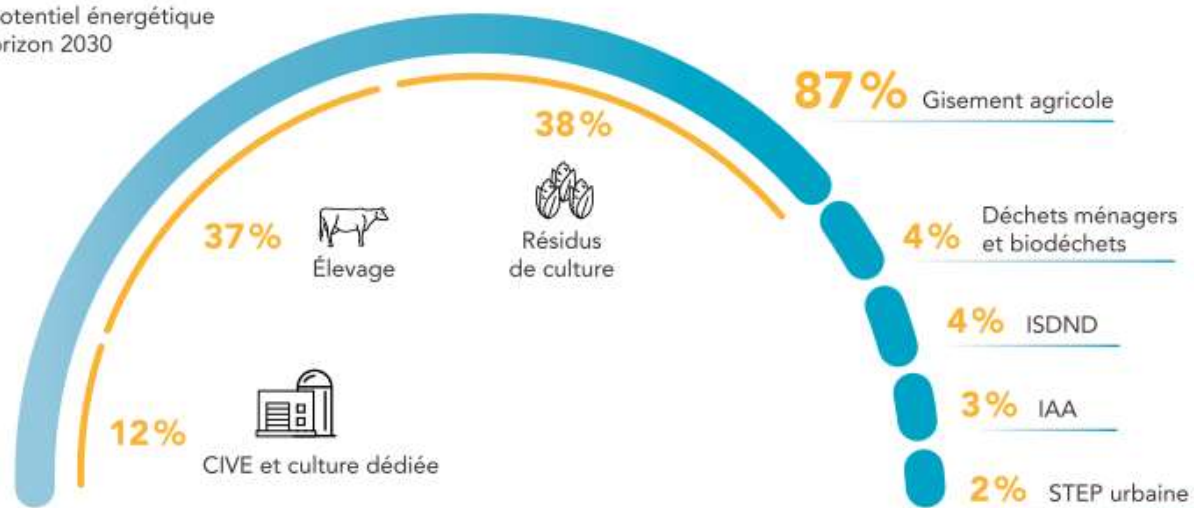 otentiel énergétique
rizon 2030
87% Gisement agricole
38%
Résidus
de culture
37%
Élevage
12%
CIVE et culture dédiée
4% Déchets ménagers
et biodéchets
4% ISDND
3% IAA
2% STEP urbaine